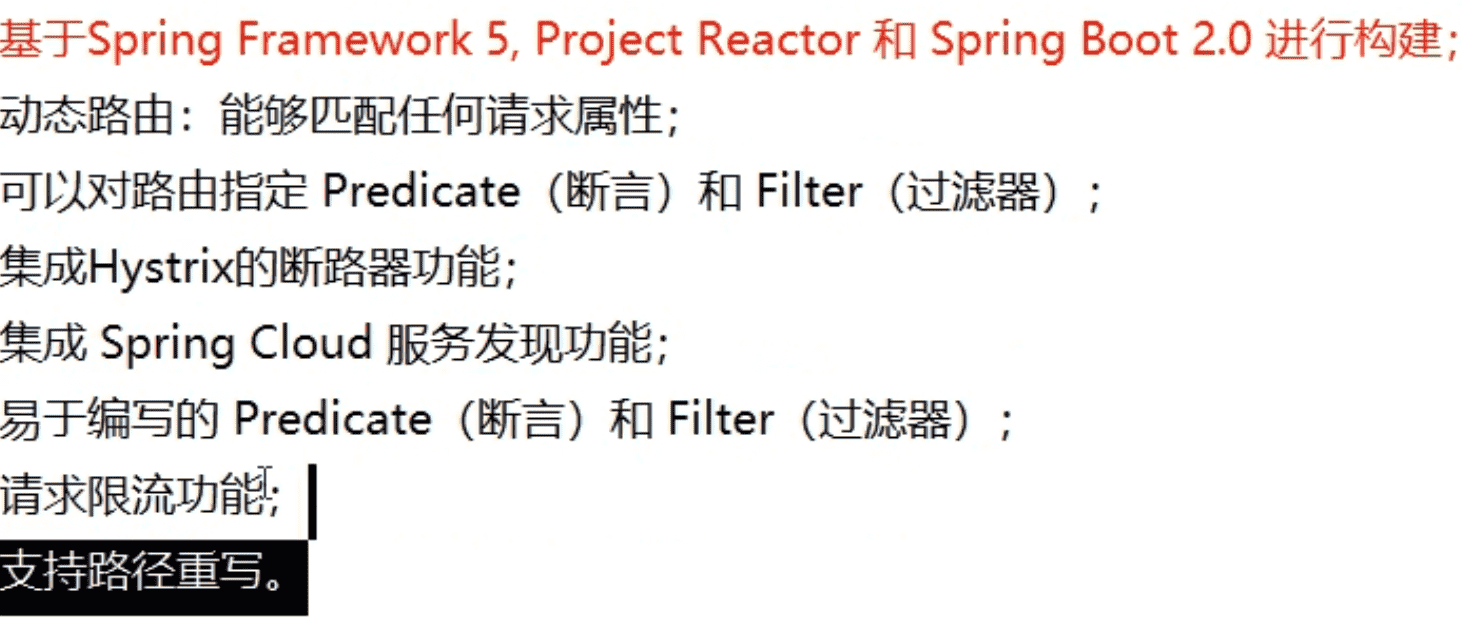 基于Spring Framework 5, Project Reactor 和 Spring Boot 2.0 进行构建；
动态路由：能够匹配任何请求属性；
可以对路由指定 Predicate（断言）和 Filter（过滤器）；
集成Hystrix的断路器功能；
集成 Spring Cloud 服务发现功能；
易于编写的 Predicate（断言）和 Filter（过滤器）；
请求限流功能；
支持路径重写。